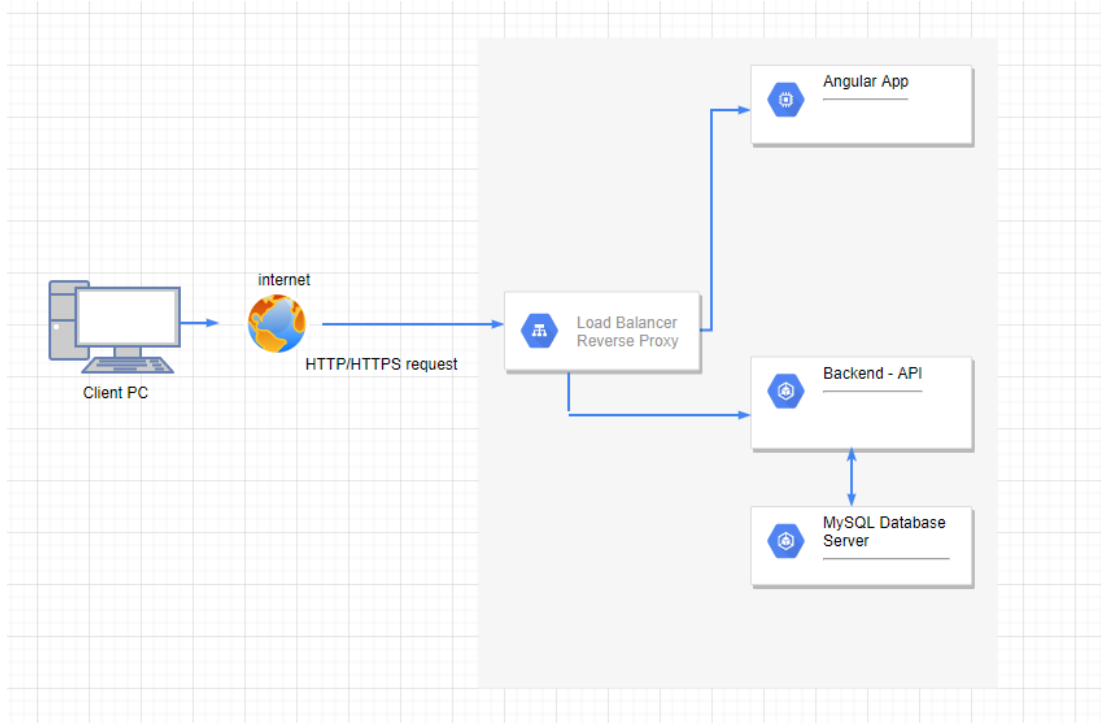 Angular App
internet
Load Balancer
Reverse Proxy
HTTP/HTTPS request
Client PC
Backend - API
MySQL Database
Server